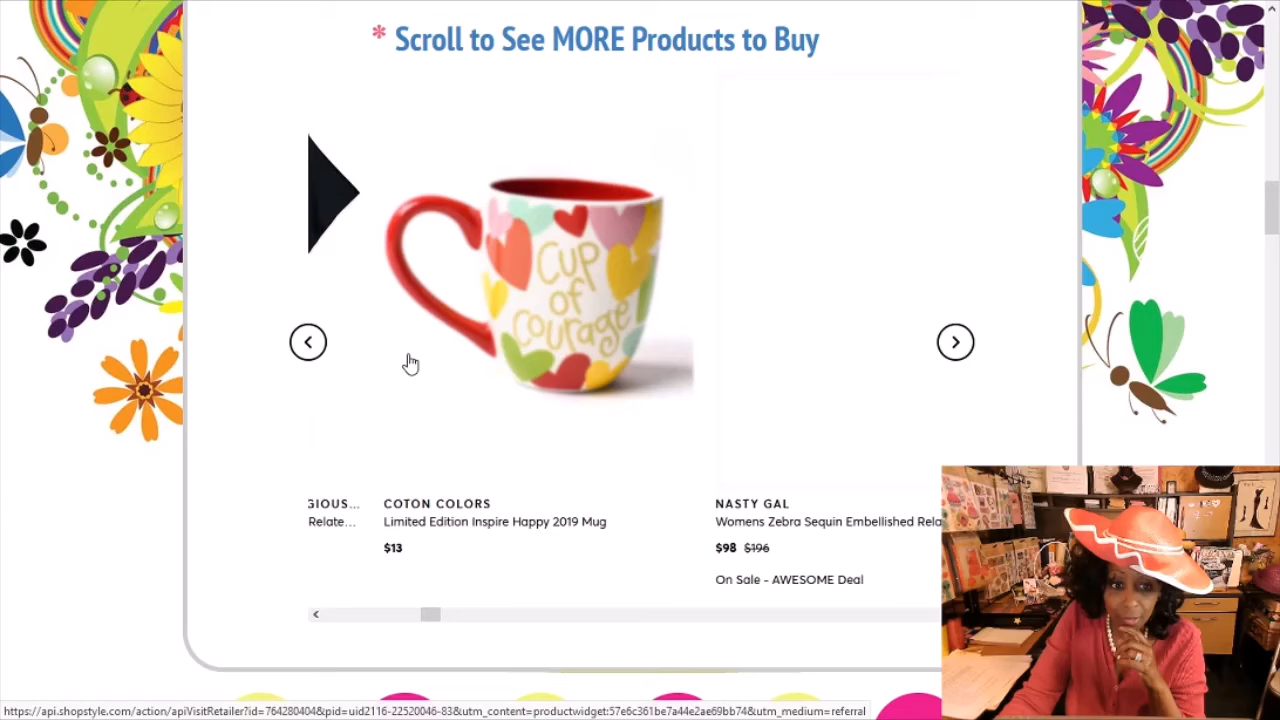 * Scroll to See MORE Products to Buy
Cup
of
Courage
GIOUS...
Relate...
COTON COLORS
Limited Edition Inspire Happy 2019 Mug
$13
NASTY GAL
Womens Zebra Sequin Embellished Rela
$98 $196
On Sale - AWESOME Deal
https://api.shopstyle.com/action/apiVisitRetailer?id=764280404&pid=uid2116-22520046-83&utm_content=productwidget:57e6c361be7a44e2ae69bb74&utm_medium=referral